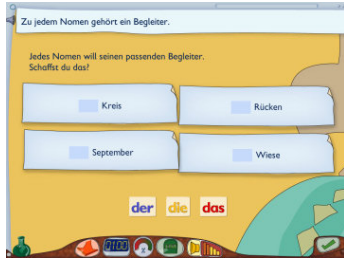 Zu jedem Nomen gehört ein Begleiter.
Jedes Nomen will seinen passenden Begleiter.
Schaffst du das?
Kreis
Rücken
September
Wiese
der die das